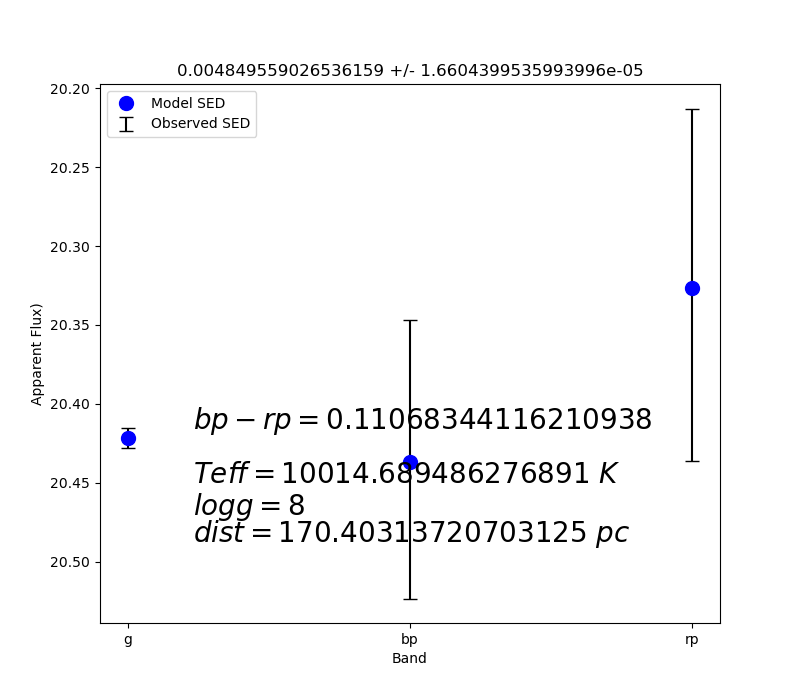 0.004849559026536159 +/- 1.6604399535993996e-05
Model SED
Observed SED
20.20
20.25
20.30
20.35
20.40
20.45
20.50
Apparent Flux)
bp − rp = 0.11068344116210938
Teff = 10014.689486276891 K
logg = 8
dist = 170.40313720703125 pc
g
bp
rp
Band